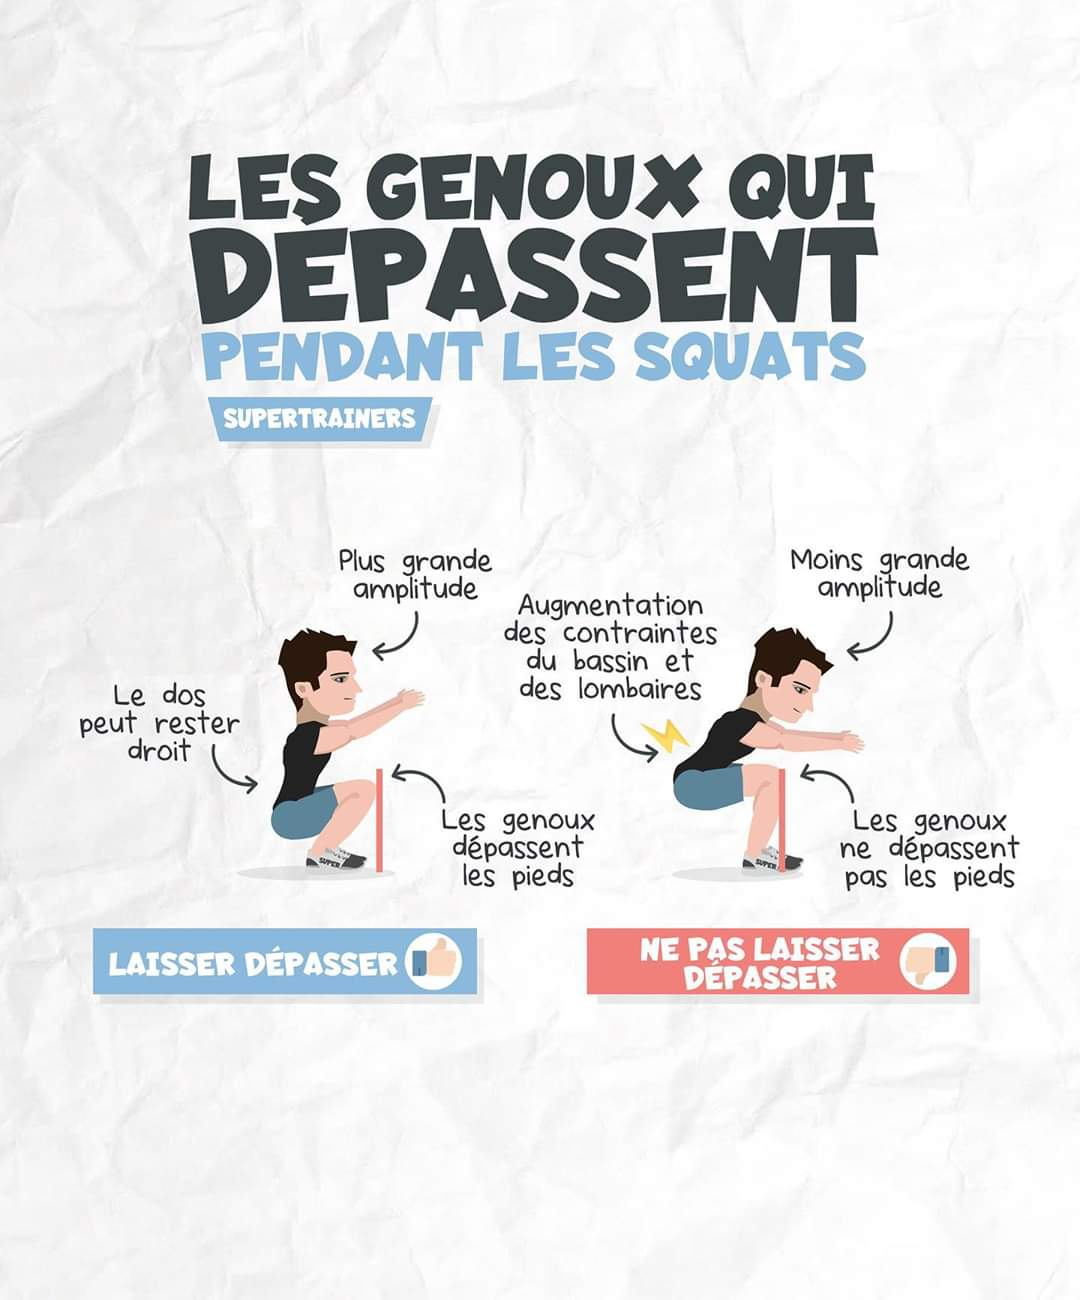 LES GENOUX QUI
DÉPASSENT
PENDANT LES SQUATS
SUPERTRAINERS
Plus grande
amplitude
Le dos
peut rester
droit
Les genoux
dépassent
les pieds
SUPER
LAISSER DÉPASSER
Moins grande
amplitude
Augmentation
des contraintes
du bassin et
des lombaires
Les genoux
ne dépassent
pas les pieds
SUPER
NE PAS LAISSER
DÉPASSER